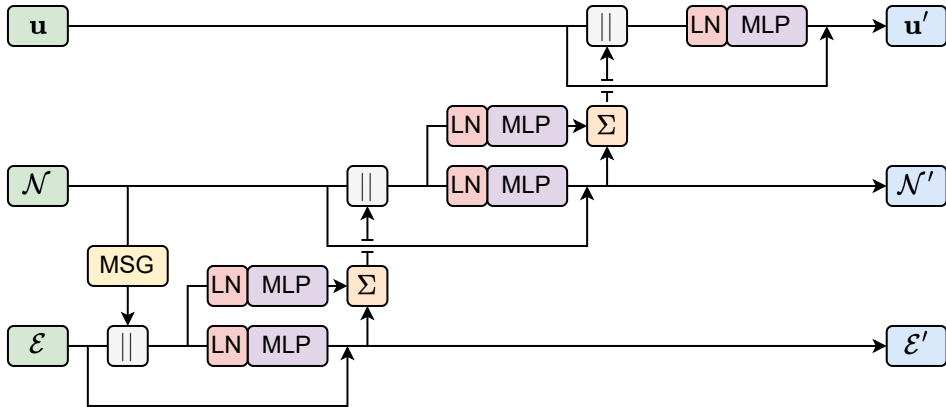 𝐮 || LN MLP 𝐮′
LN MLP Σ
𝒩 || LN MLP 𝒩′
MSG
LN MLP Σ
ℰ || LN MLP ℰ′